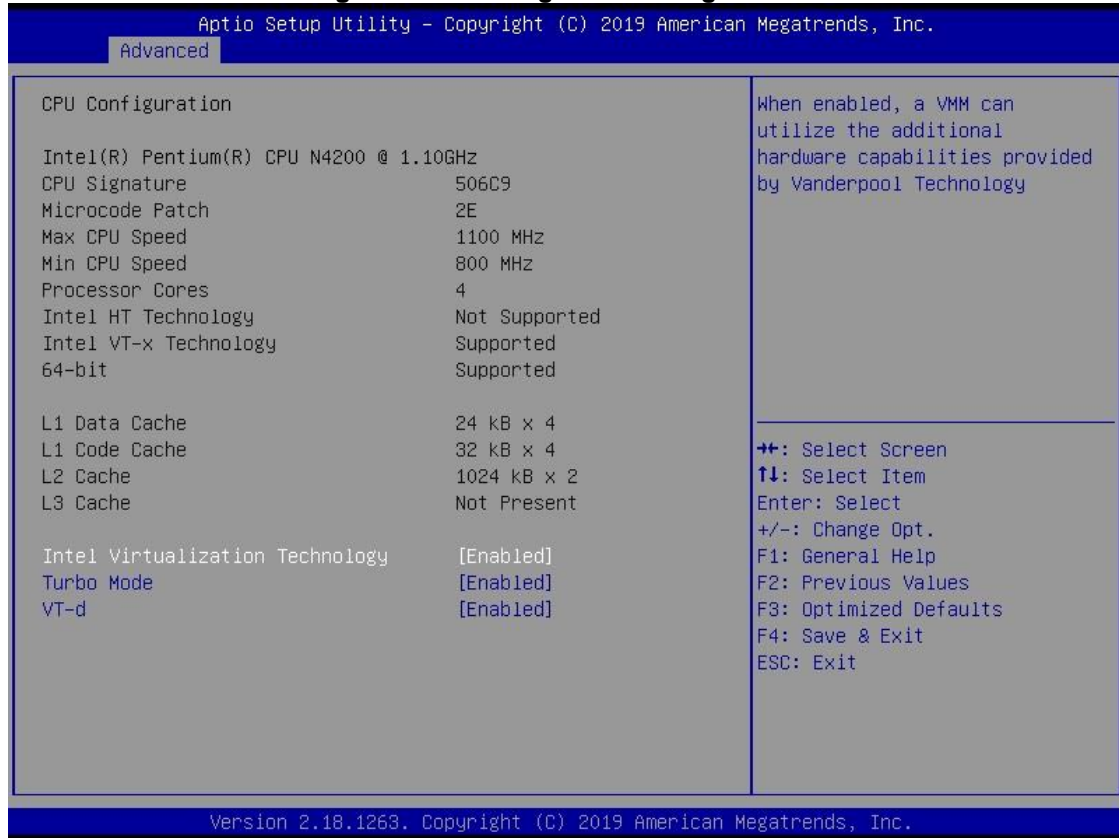 Aptio Setup Utility – Copyright (C) 2019 American Megatrends, Inc.
Advanced
CPU Configuration
Intel(R) Pentium(R) CPU N4200 @ 1.10GHz
CPU Signature 506C9
Microcode Patch 2E
Max CPU Speed 1100 MHz
Min CPU Speed 800 MHz
Processor Cores 4
Intel HT Technology Not Supported
Intel VT-x Technology Supported
64-bit Supported
L1 Data Cache 24 kB x 4
L1 Code Cache 32 kB x 4
L2 Cache 1024 kB x 2
L3 Cache Not Present
Intel Virtualization Technology [Enabled]
Turbo Mode [Enabled]
VT-d [Enabled]
When enabled, a VMM can
utilize the additional
hardware capabilities provided
by Vanderpool Technology
→←: Select Screen
↑↓: Select Item
Enter: Select
+/-: Change Opt.
F1: General Help
F2: Previous Values
F3: Optimized Defaults
F4: Save & Exit
ESC: Exit
Version 2.18.1263. Copyright (C) 2019 American Megatrends, Inc.